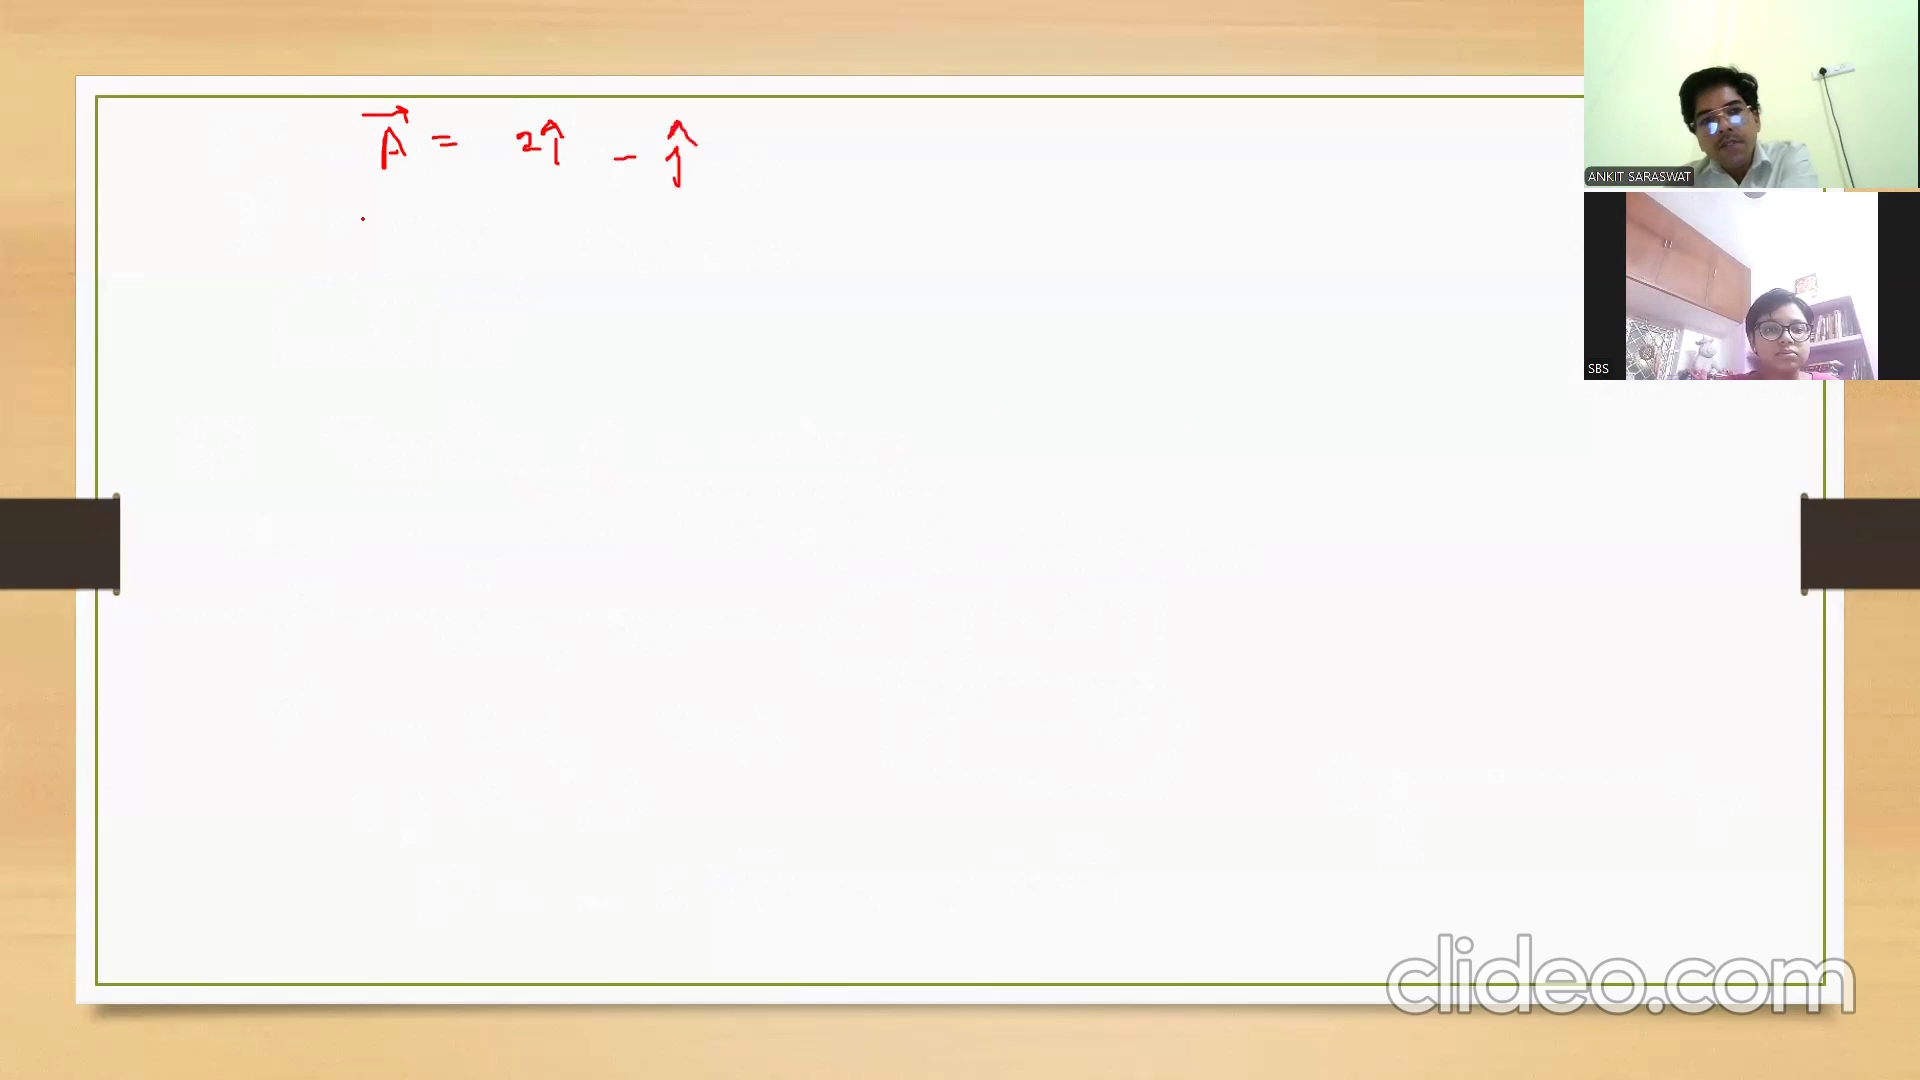 A⃗ = 2î - ĵ
ANKIT SARASWAT
SBS
clideo.com